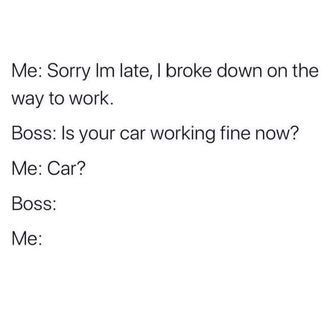 Me: Sorry Im late, I broke down on the
way to work.
Boss: Is your car working fine now?
Me: Car?
Boss:
Me: